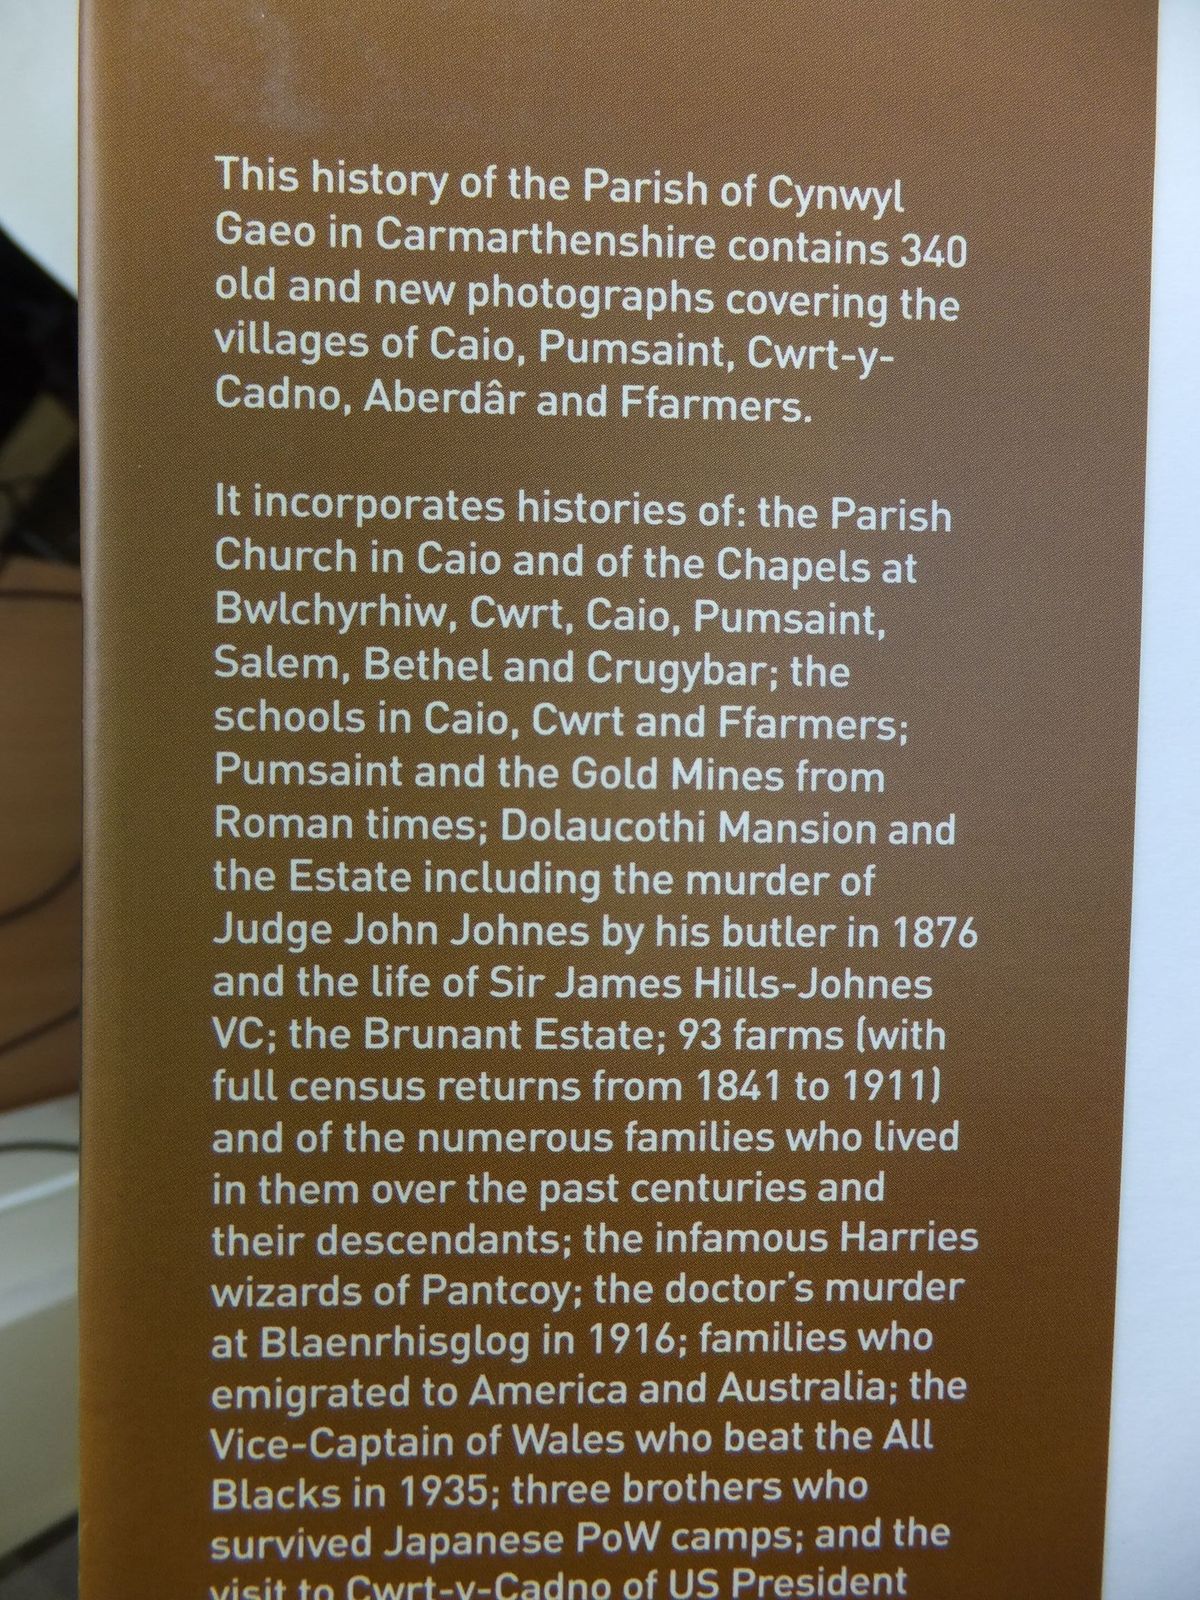 This history of the Parish of Cynwyl
Gaeo in Carmarthenshire contains 340
old and new photographs covering the
villages of Caio, Pumsaint, Cwrt-y-
Cadno, Aberdâr and Ffarmers.
It incorporates histories of: the Parish
Church in Caio and of the Chapels at
Bwlchyrhiw, Cwrt, Caio, Pumsaint,
Salem, Bethel and Crugybar; the
schools in Caio, Cwrt and Ffarmers;
Pumsaint and the Gold Mines from
Roman times; Dolaucothi Mansion and
the Estate including the murder of
Judge John Johnes by his butler in 1876
and the life of Sir James Hills-Johnes
VC; the Brunant Estate; 93 farms (with
full census returns from 1841 to 1911)
and of the numerous families who lived
in them over the past centuries and
their descendants; the infamous Harries
wizards of Pantcoy; the doctor's murder
at Blaenrhisglog in 1916; families who
emigrated to America and Australia; the
Vice-Captain of Wales who beat the All
Blacks in 1935; three brothers who
survived Japanese PoW camps; and the
visit to Cwrt-y-Cadno of US President